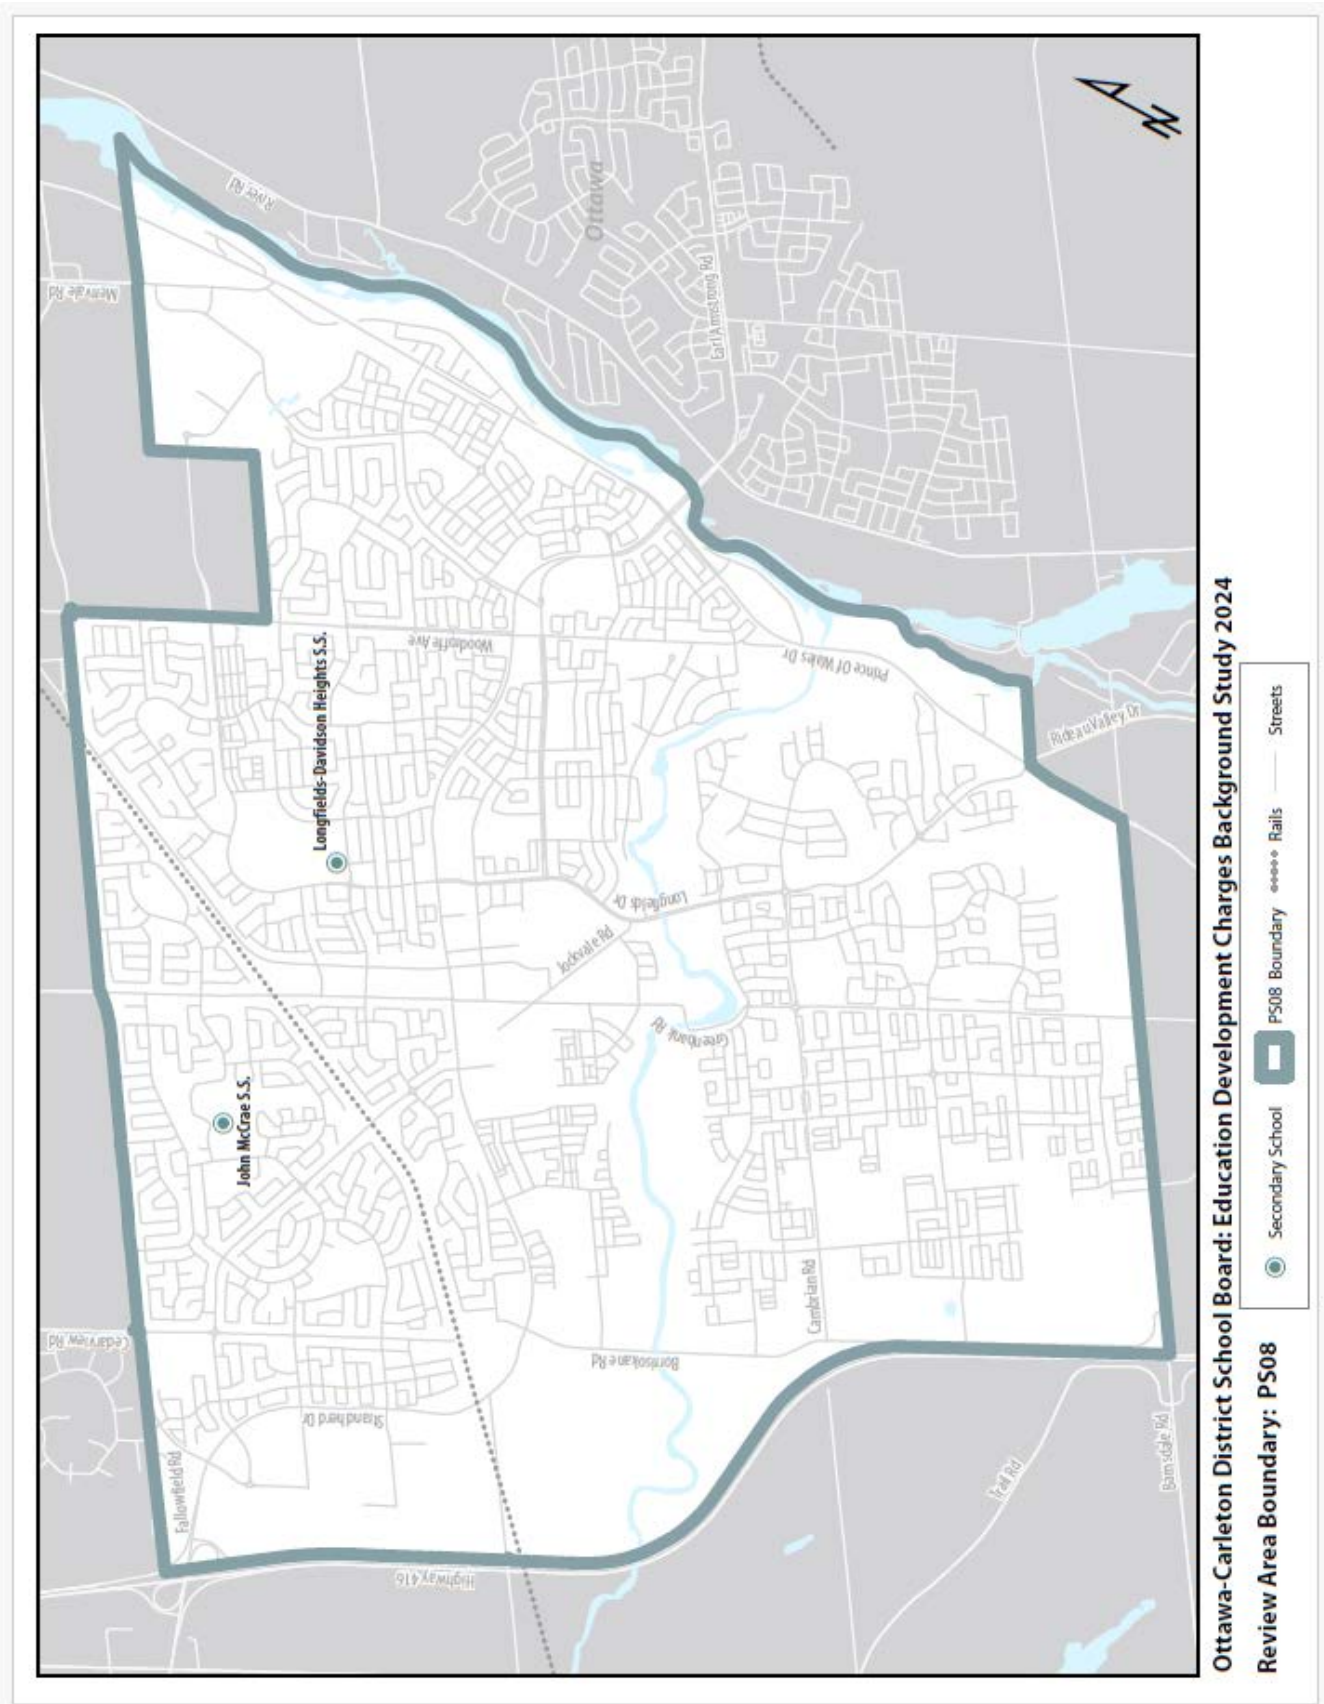 Ottawa
River Rd
Merivale Rd
Earl Armstrong Rd
Woodroffe Ave
Longfields-Davidson Heights S.S.
Prince Of Wales Dr
Rideau Valley Dr
Longfields Dr
Jockvale Rd
Greenbank Rd
John McCrae S.S.
Cedarview Rd
Cambrian Rd
Borrisokane Rd
Strandherd Dr
Fallowfield Rd
Highway 416
Trail Rd
Barnsdale Rd
N
Ottawa-Carleton District School Board: Education Development Charges Background Study 2024
Review Area Boundary: PS08
Secondary School
PS08 Boundary
Rails
Streets